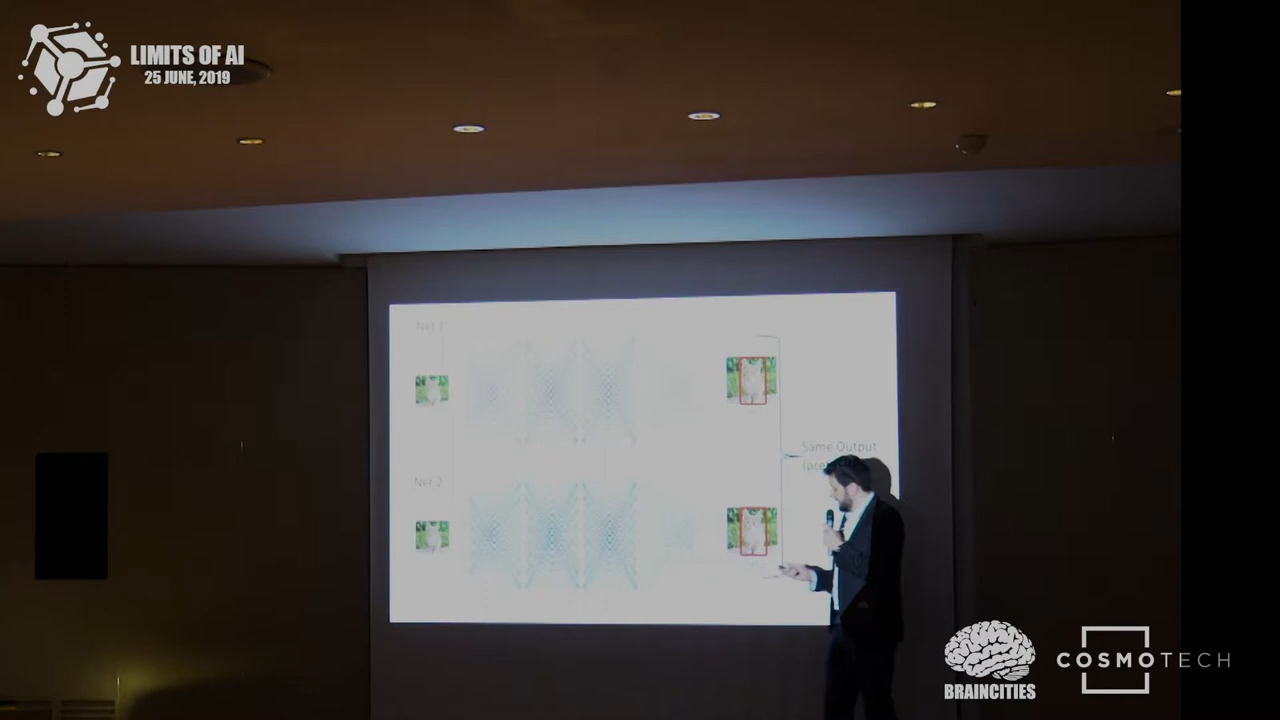 LIMITS OF AI
25 JUNE, 2019
Net 1
Net 2
Same Output
BRAINCITIES
COSMOTECH